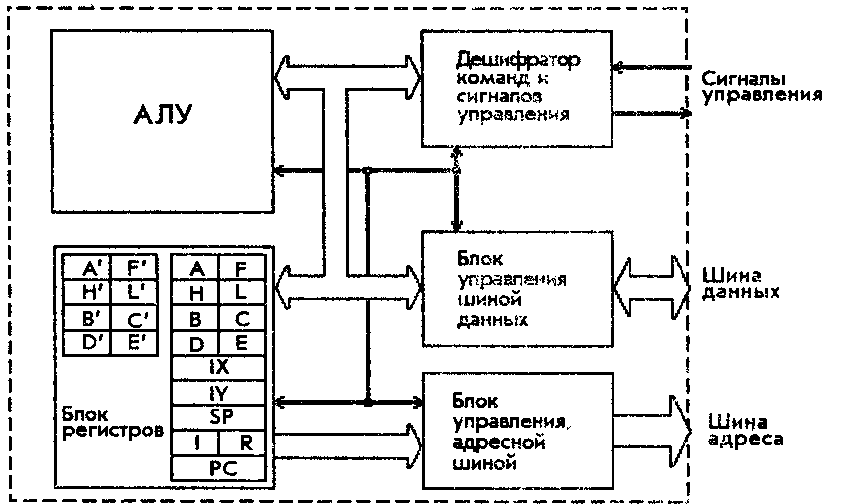 АЛУ
Дешифратор
команд и
сигналов
управления
Сигналы
управления
A' F' A F
H' L' H L
B' C' B C
D' E' D E
IX
IY
SP
I R
PC
Блок
регистров
Блок
управления
шиной
данных
Шина
данных
Блок
управления,
адресной
шиной
Шина
адреса